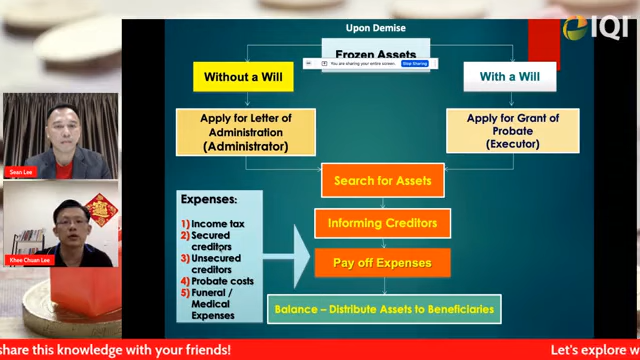 Upon Demise
IQI
Frozen Assets
You are sharing your entire screen.
Stop Sharing
Without a Will
With a Will
Apply for Letter of
Administration
(Administrator)
Apply for Grant of
Probate
(Executor)
Search for Assets
Sean Lee
Expenses:
1) Income tax
2) Secured
creditors
3) Unsecured
creditors
4) Probate costs
5) Funeral /
Medical
Expenses
Informing Creditors
Pay off Expenses
Balance – Distribute Assets to Beneficiaries
Khee Chuan Lee
share this knowledge with your friends!
Let's explore w